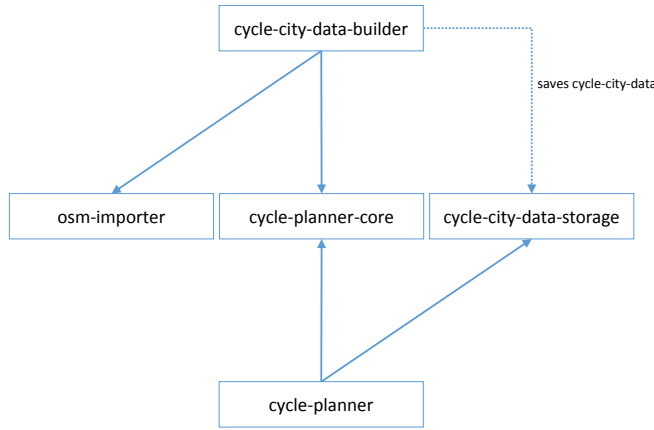 cycle-city-data-builder
saves cycle-city-data
osm-importer
cycle-planner-core
cycle-city-data-storage
cycle-planner